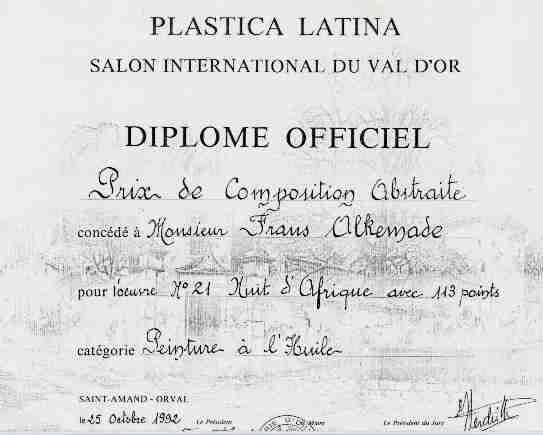 PLASTICA LATINA
SALON INTERNATIONAL DU VAL D'OR
DIPLOME OFFICIEL
Prix de Composition Abstraite
concédé à Monsieur Frans Alkemade
pour l'oeuvre N° 21 Nuit d'Afrique avec 113 points
catégorie Peinture à l'Huile
SAINT-AMAND - ORVAL
le 25 Octobre 1992 Le Président Le Président du Jury